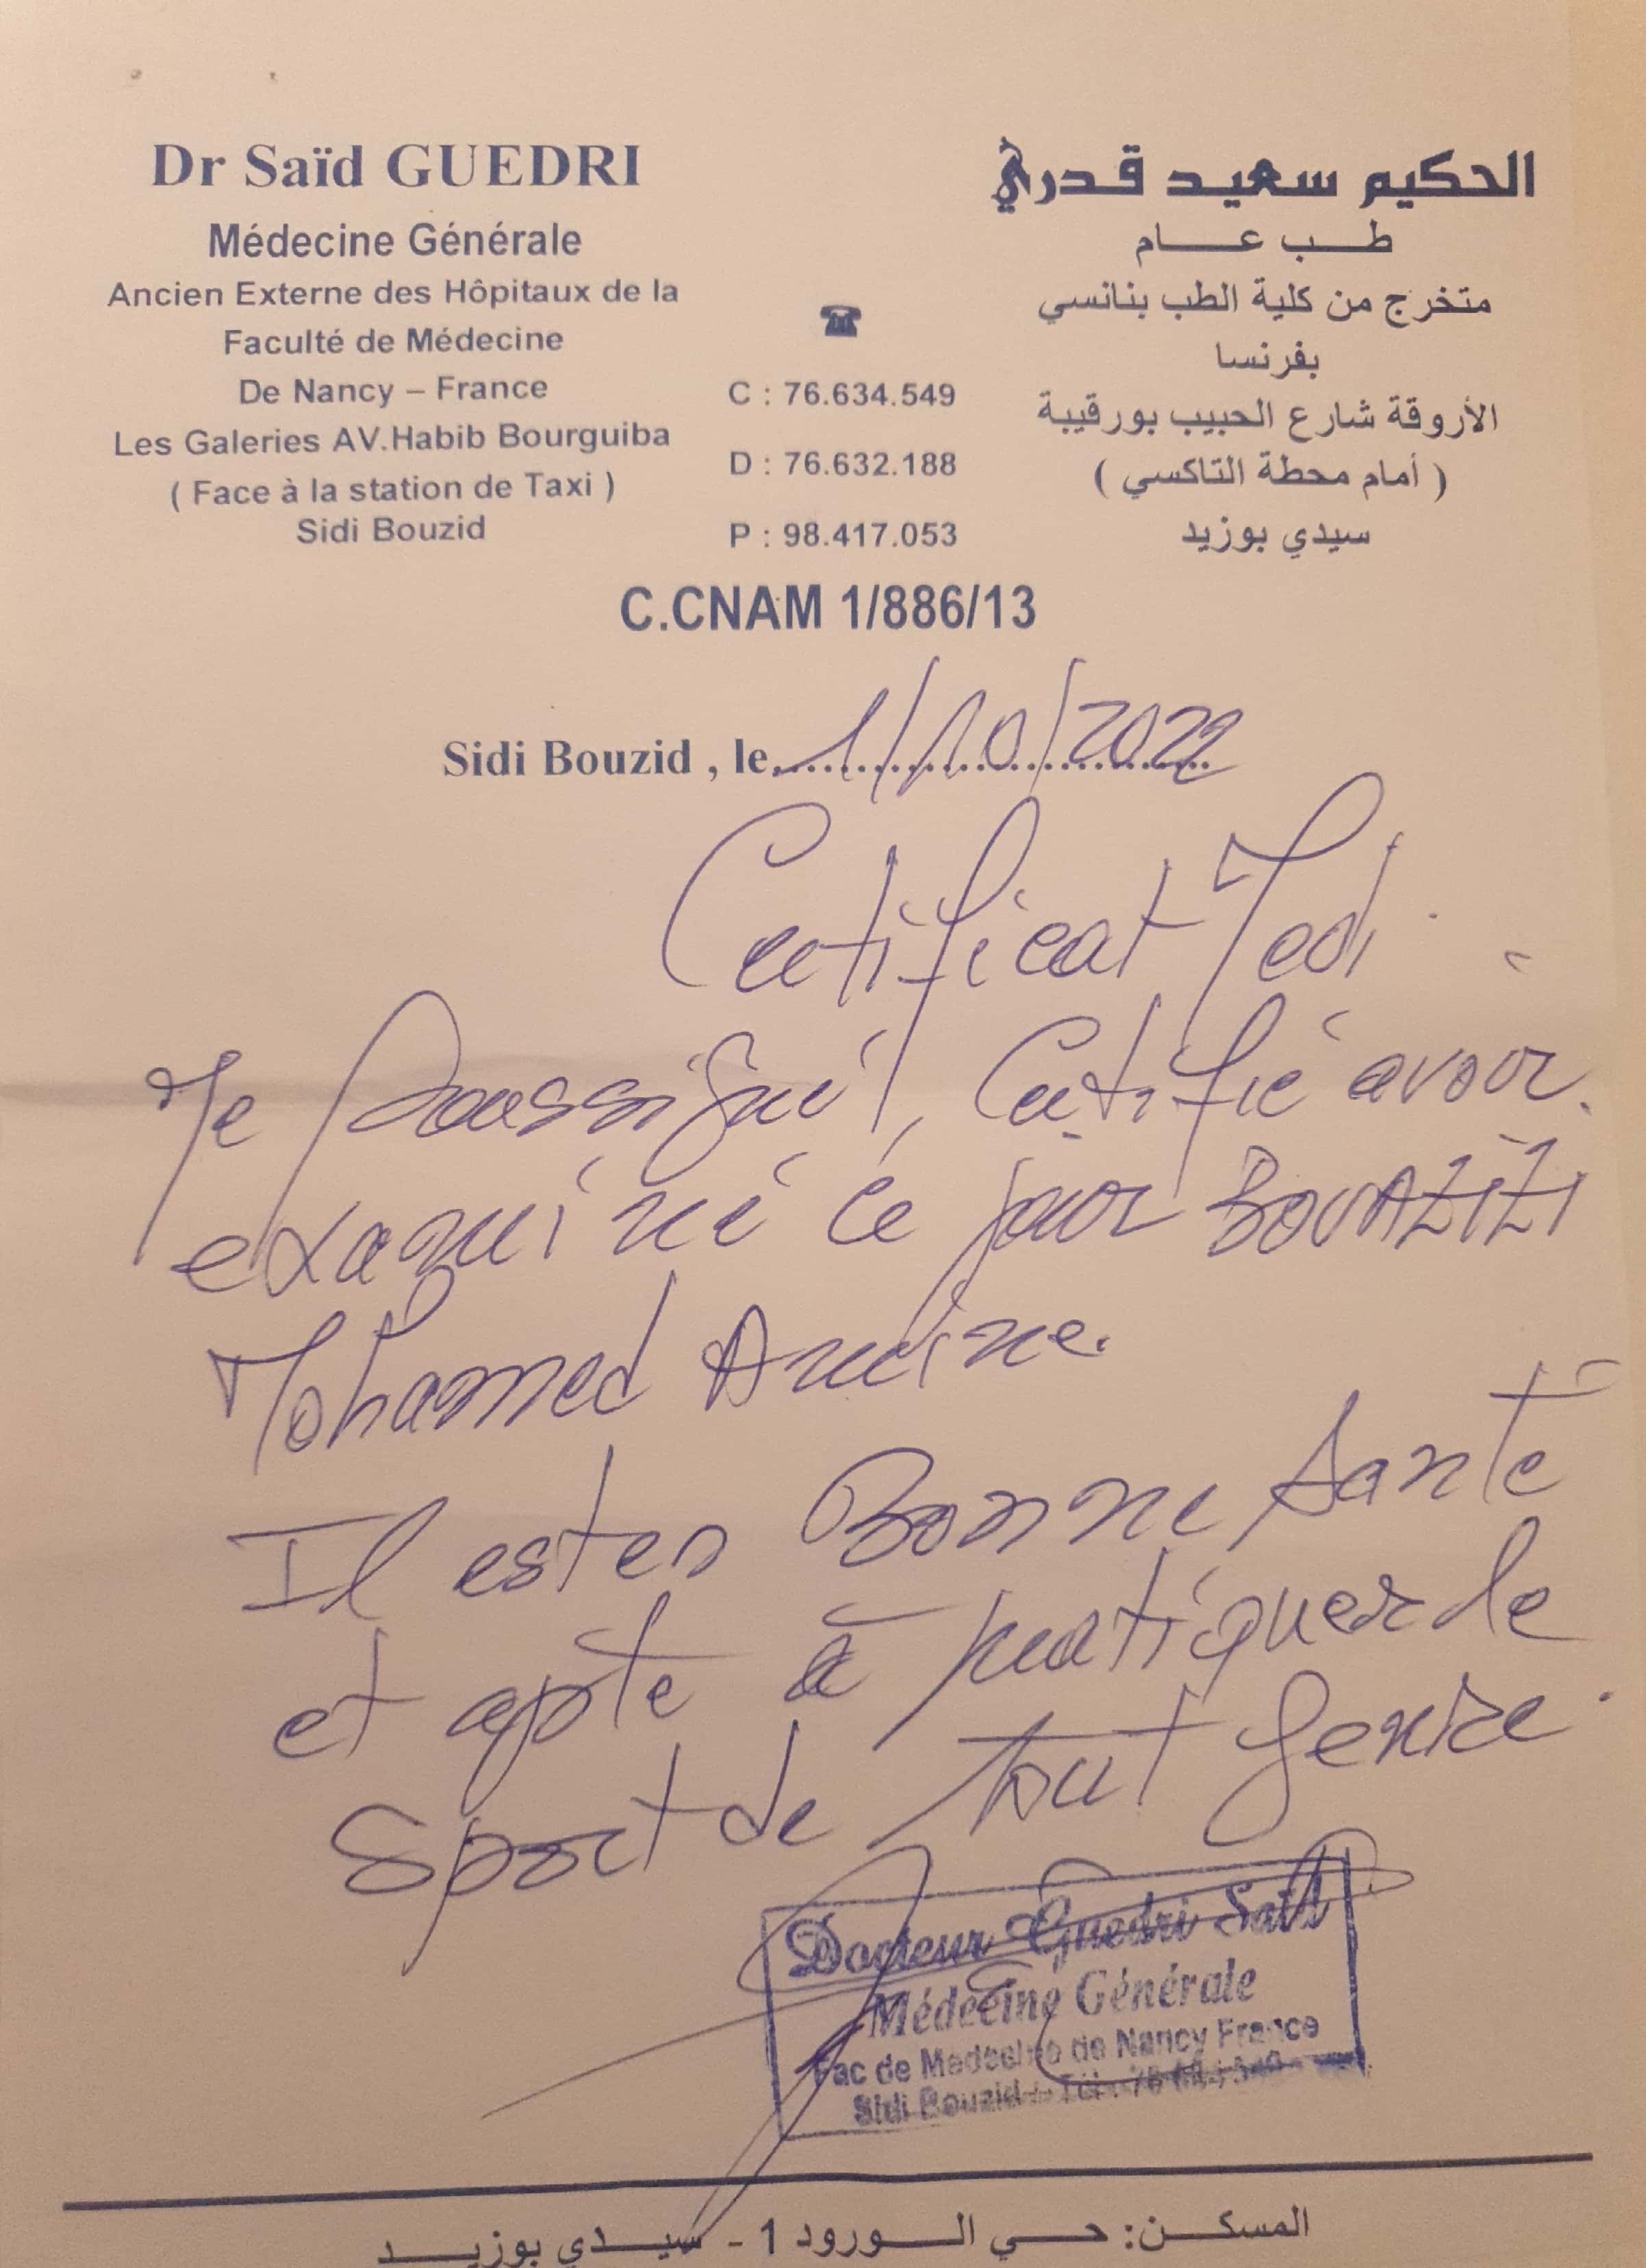 Dr Saïd GUEDRI
Médecine Générale
Ancien Externe des Hôpitaux de la
Faculté de Médecine
De Nancy – France
Les Galeries AV.Habib Bourguiba
( Face à la station de Taxi )
Sidi Bouzid
C : 76.634.549
D : 76.632.188
P : 98.417.053
الحكيم سعيد قدري
طب عام
متخرج من كلية الطب بنانسي
بفرنسا
الأروقة شارع الحبيب بورقيبة
( أمام محطة التاكسي )
سيدي بوزيد
C.CNAM 1/886/13
Sidi Bouzid , le 1/10/2022
Certificat Medi
Je soussigné, Certifié avoir
examiné ce jour BOUAZIZI
Mohamed Amine.
Il est en Bonne Santé
et apte à pratiquer le
Sport de tout genre.
Docteur Guedri Saïd
Médecine Générale
Fac de Medecine de Nancy France
Sidi Bouzid - Tél.
المسكن: حي الورود 1 - سيدي بوزيد